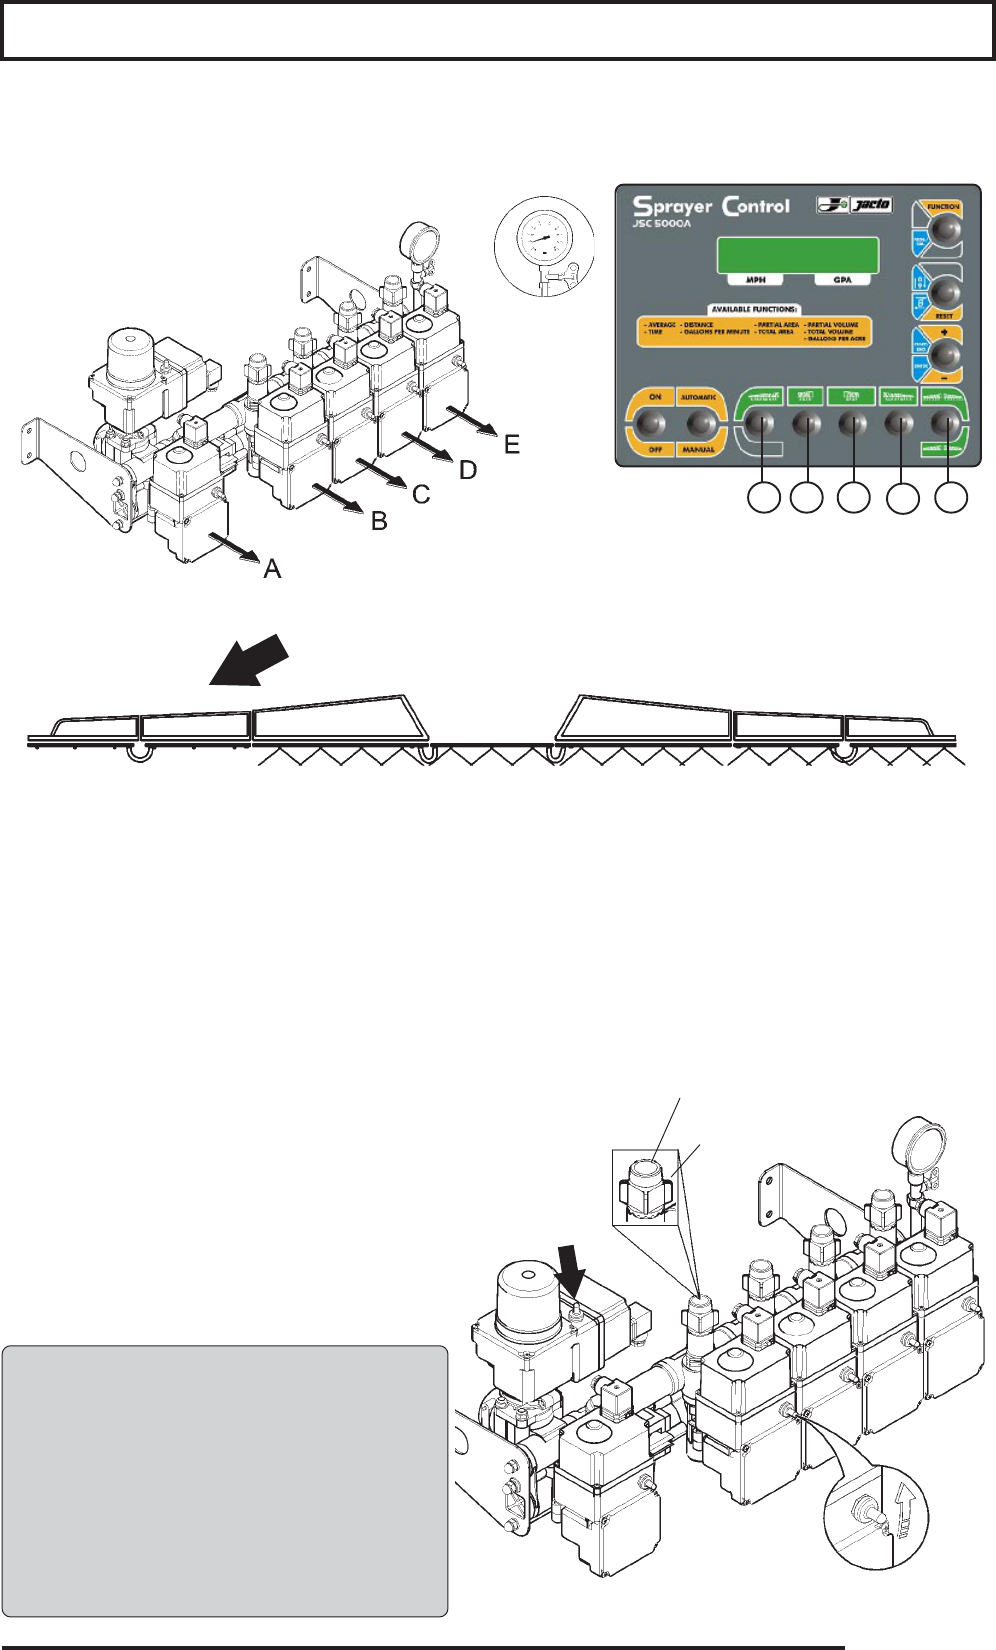 Sprayer Control
JSC 5000A
Jacto
FUNCTION
MPH GPA
RESET
AVAILABLE FUNCTIONS:
- AVERAGE - DISTANCE - PARTIAL AREA - PARTIAL VOLUME
- TIME - GALLONS PER MINUTE - TOTAL AREA - TOTAL VOLUME
- GALLONS PER ACRE
+
−
ON AUTOMATIC
OFF MANUAL
E
D
C
B
A